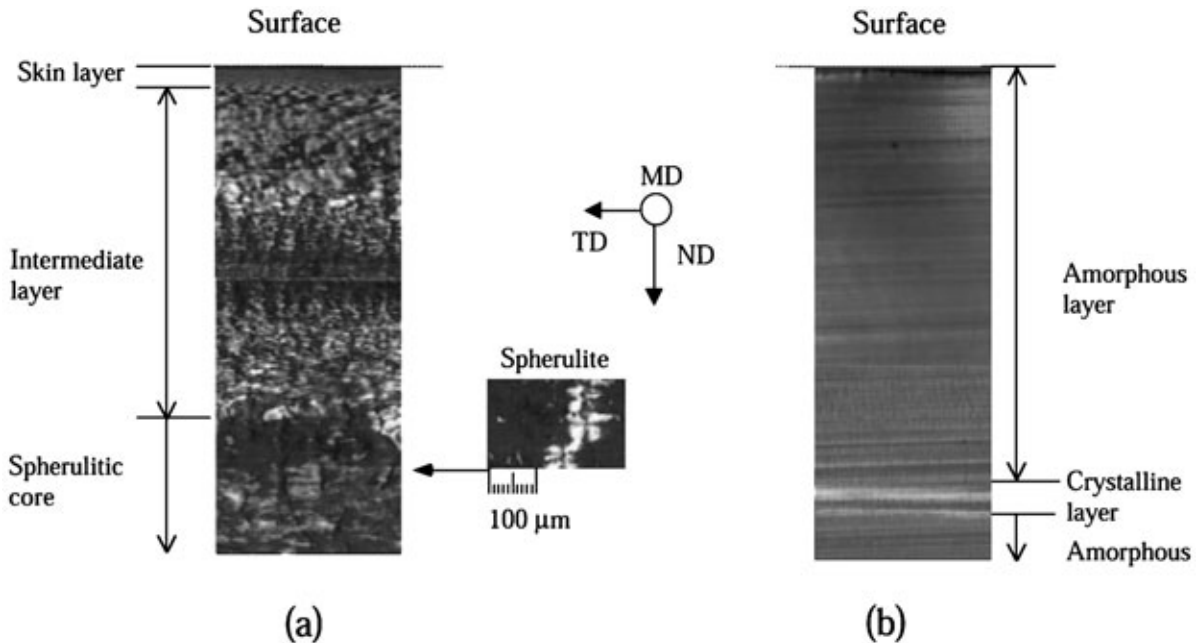 Surface
Skin layer
Intermediate
layer
Spherulitic
core
MD
TD
ND
Spherulite
100 μm
(a)
Surface
Amorphous
layer
Crystalline
layer
Amorphous
(b)